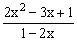 2x² – 3x + 1
1 – 2x